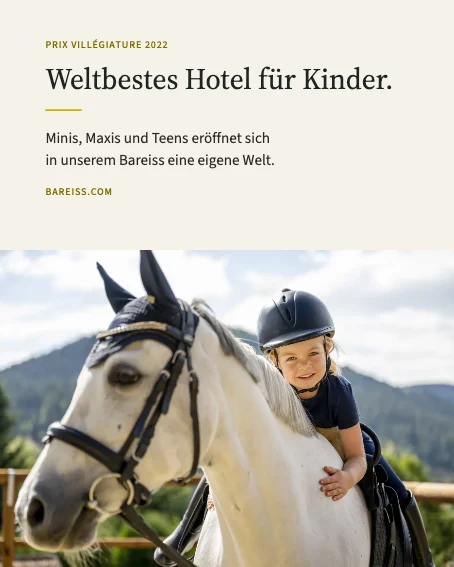 PRIX VILLÉGIATURE 2022
Weltbestes Hotel für Kinder.
Minis, Maxis und Teens eröffnet sich
in unserem Bareiss eine eigene Welt.
BAREISS.COM